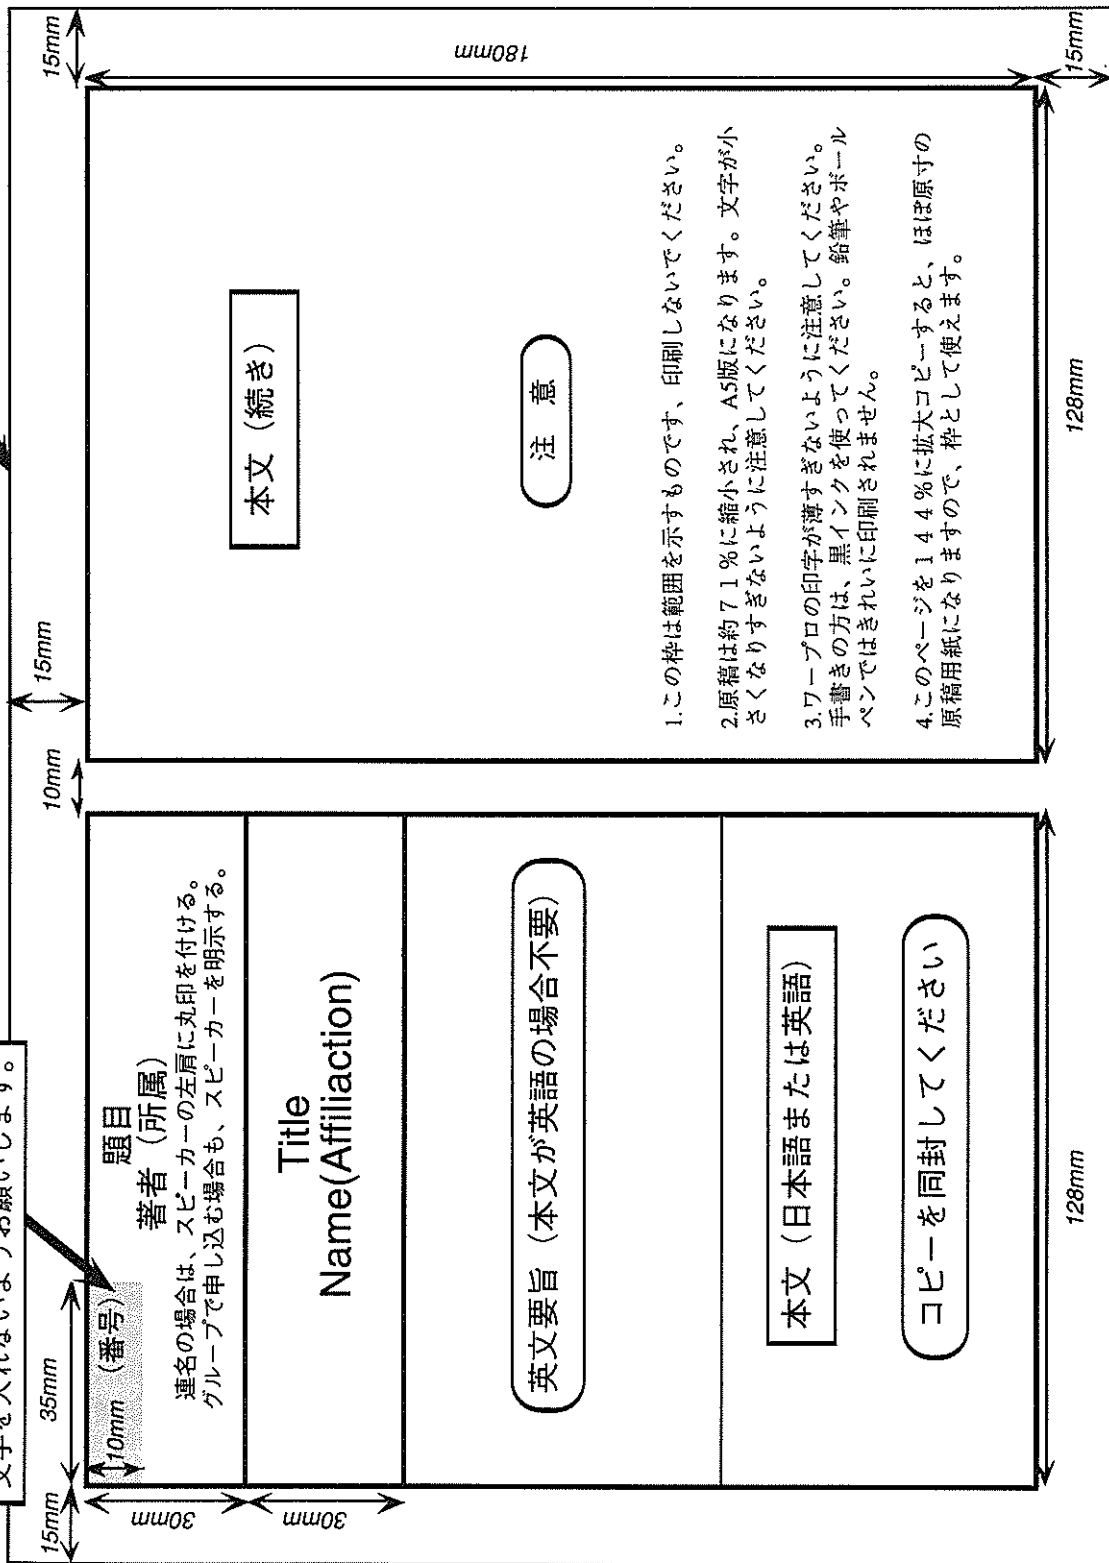 文字を入れないようお願いします。
15mm
35mm
10mm
(番号)
題目
著者（所属）
連名の場合は、スピーカーの左肩に丸印を付ける。
グループで申し込む場合も、スピーカーを明示する。
30mm
Title
Name(Affiliaction)
30mm
英文要旨（本文が英語の場合不要）
本文（日本語または英語）
コピーを同封してください
128mm
10mm
15mm
15mm
本文（続き）
注 意
1.この枠は範囲を示すものです、印刷しないでください。
2.原稿は約７１％に縮小され、A5版になります。文字が小
さくなりすぎないように注意してください。
3.ワープロの印字が薄すぎないように注意してください。
手書きの方は、黒インクを使ってください。鉛筆やボール
ペンではきれいに印刷されません。
4.このページを１４４％に拡大コピーすると、ほぼ原寸の
原稿用紙になりますので、枠として使えます。
180mm
15mm
128mm